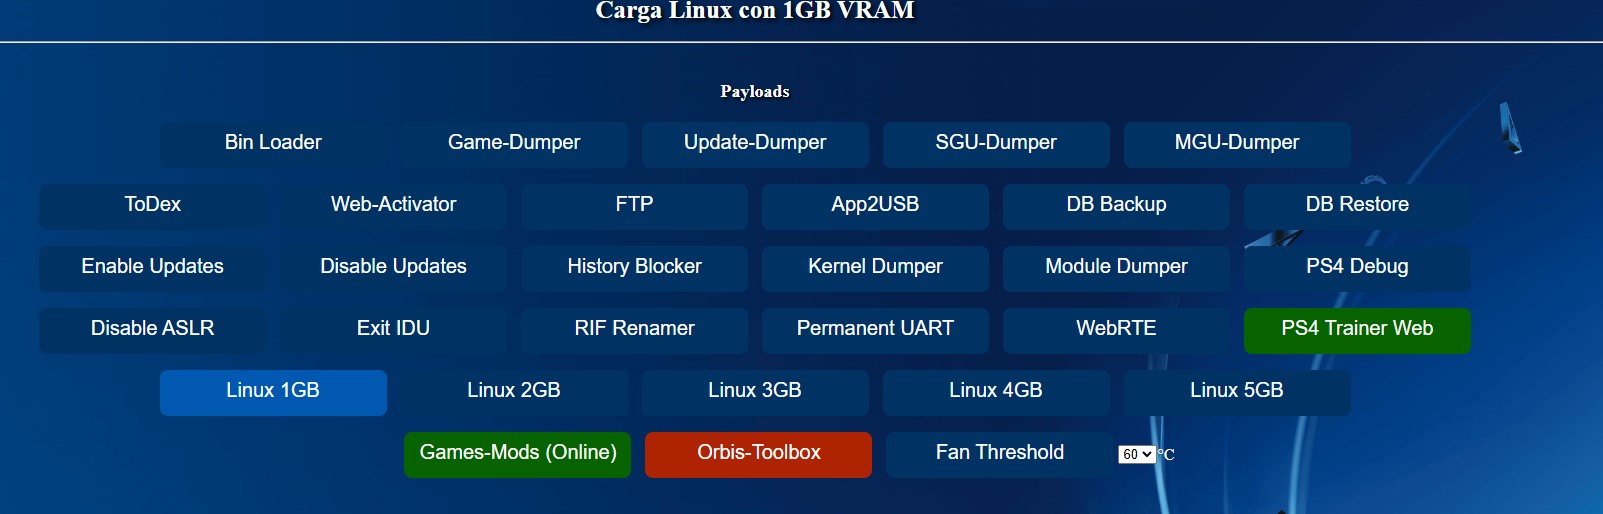 Carga Linux con 1GB VRAM
Payloads
Bin Loader Game-Dumper Update-Dumper SGU-Dumper MGU-Dumper
ToDex Web-Activator FTP App2USB DB Backup DB Restore
Enable Updates Disable Updates History Blocker Kernel Dumper Module Dumper PS4 Debug
Disable ASLR Exit IDU RIF Renamer Permanent UART WebRTE PS4 Trainer Web
Linux 1GB Linux 2GB Linux 3GB Linux 4GB Linux 5GB
Games-Mods (Online) Orbis-Toolbox Fan Threshold 60 °C